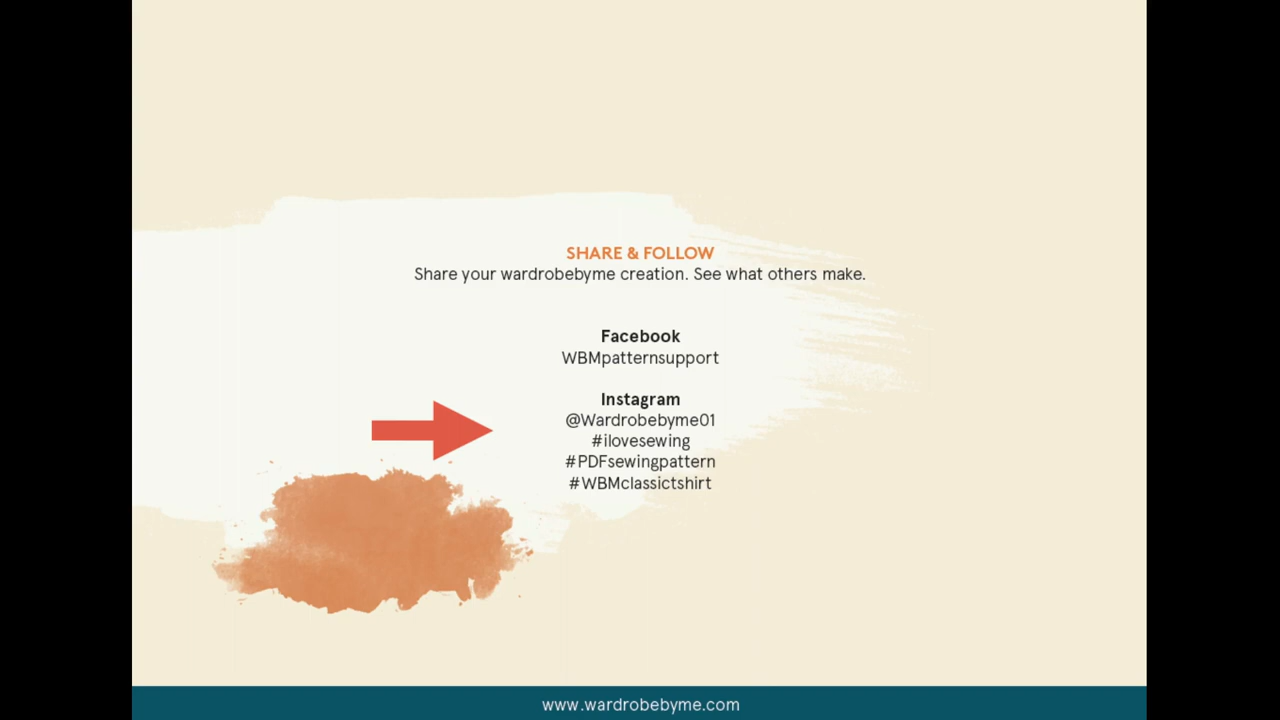 SHARE & FOLLOW
Share your wardrobebyme creation. See what others make.
Facebook
WBMpatternsupport
Instagram
@Wardrobebyme01
#ilovesewing
#PDFsewingpattern
#WBMclassictshirt
www.wardrobebyme.com